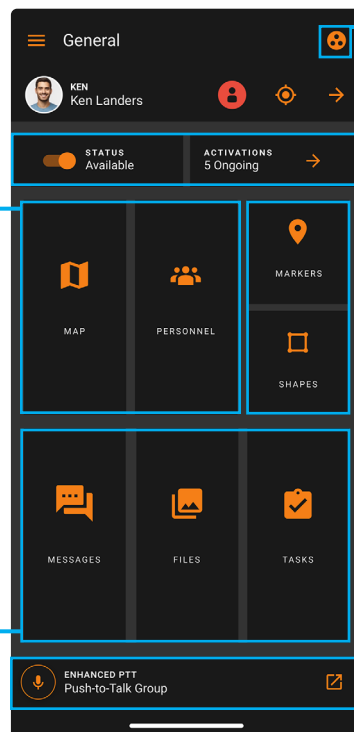 General
KEN
Ken Landers
STATUS
Available
ACTIVATIONS
5 Ongoing
MAP
PERSONNEL
MARKERS
SHAPES
MESSAGES
FILES
TASKS
ENHANCED PTT
Push-to-Talk Group